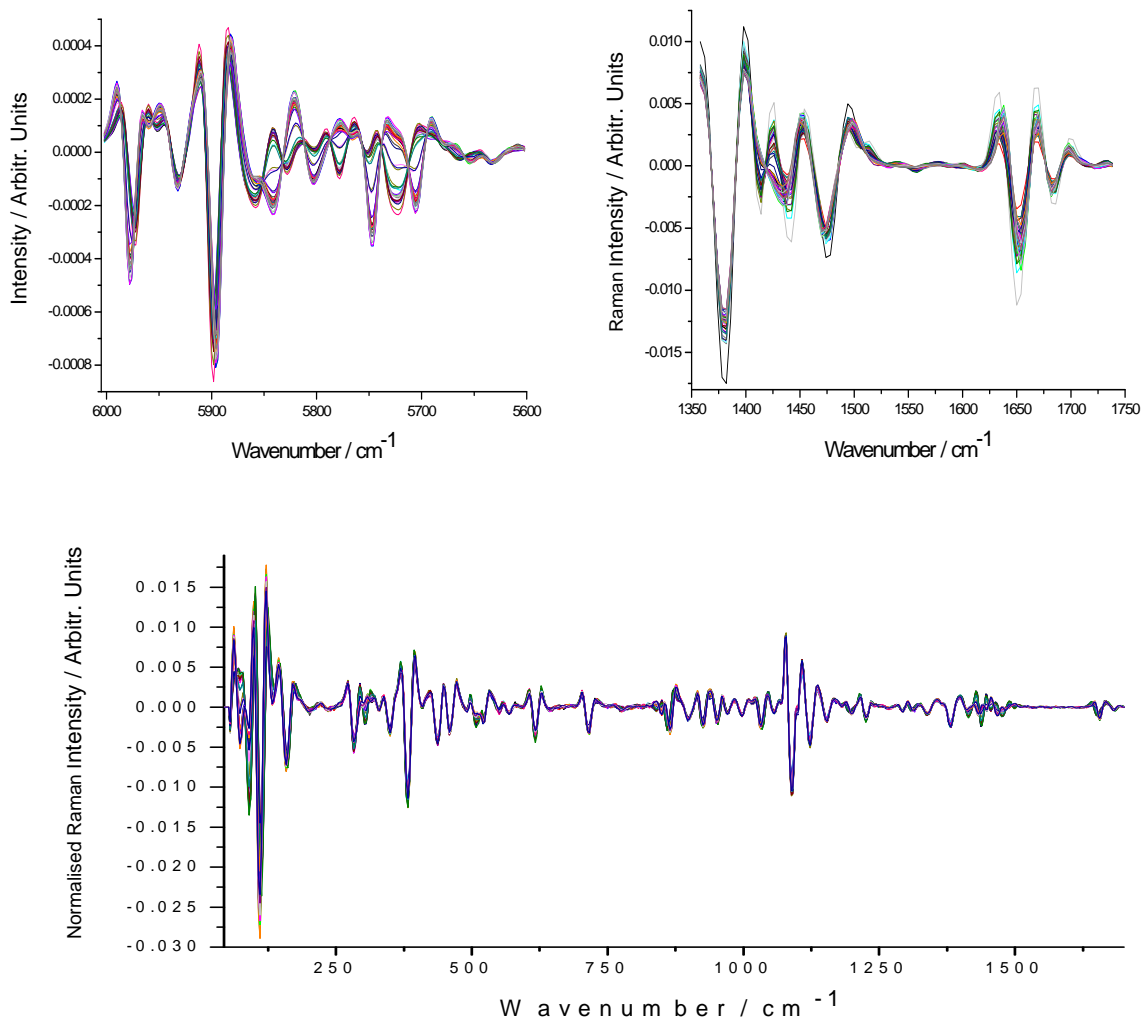 Intensity / Arbitr. Units
0.0004
0.0002
0.0000
-0.0002
-0.0004
-0.0006
-0.0008
6000 5900 5800 5700 5600
Wavenumber / cm-1
Raman Intensity / Arbitr. Units
0.010
0.005
0.000
-0.005
-0.010
-0.015
1350 1400 1450 1500 1550 1600 1650 1700 1750
Wavenumber / cm-1
Normalised Raman Intensity / Arbitr. Units
0.015
0.010
0.005
0.000
-0.005
-0.010
-0.015
-0.020
-0.025
-0.030
250 500 750 1000 1250 1500
Wavenumber / cm-1